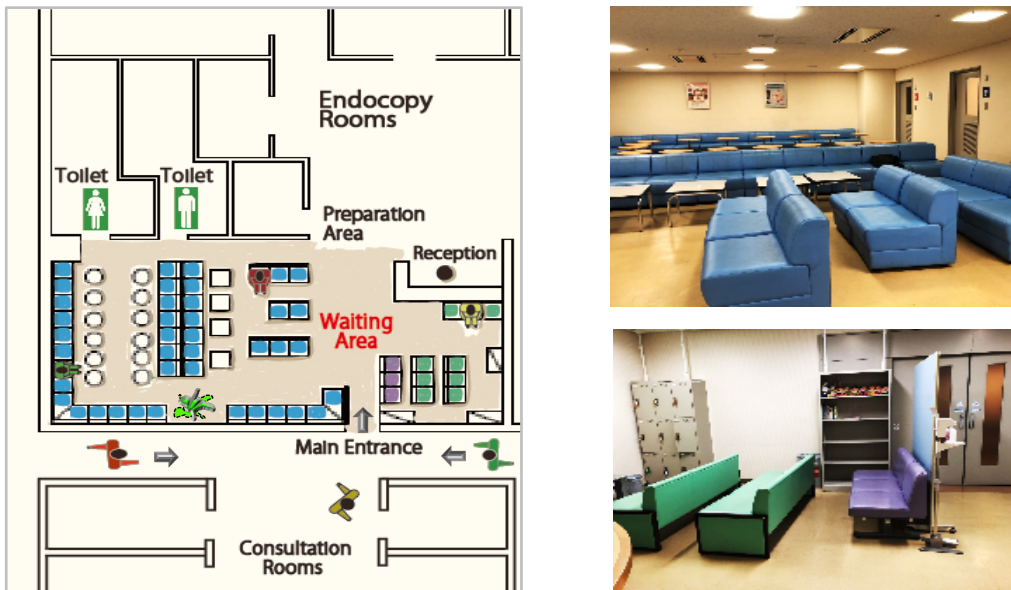 Endocopy
Rooms
Toilet
Toilet
Preparation
Area
Reception
Waiting
Area
Main Entrance
Consultation
Rooms